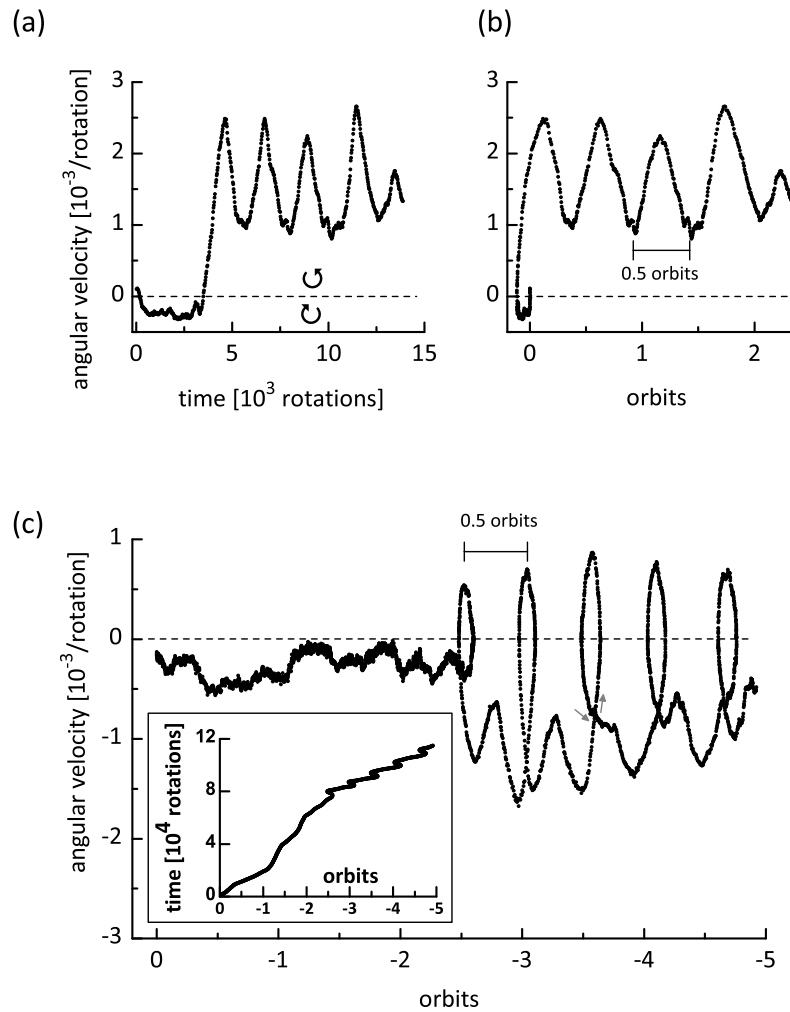 (a)
angular velocity [10⁻³/rotation]
3
2
1
0
0 5 10 15
time [10³ rotations]
(b)
3
2
1
0
0.5 orbits
0 1 2
orbits
(c)
angular velocity [10⁻³/rotation]
1
0
-1
-2
-3
0.5 orbits
time [10⁴ rotations]
12
8
4
0
orbits
0 -1 -2 -3 -4 -5
0 -1 -2 -3 -4 -5
orbits